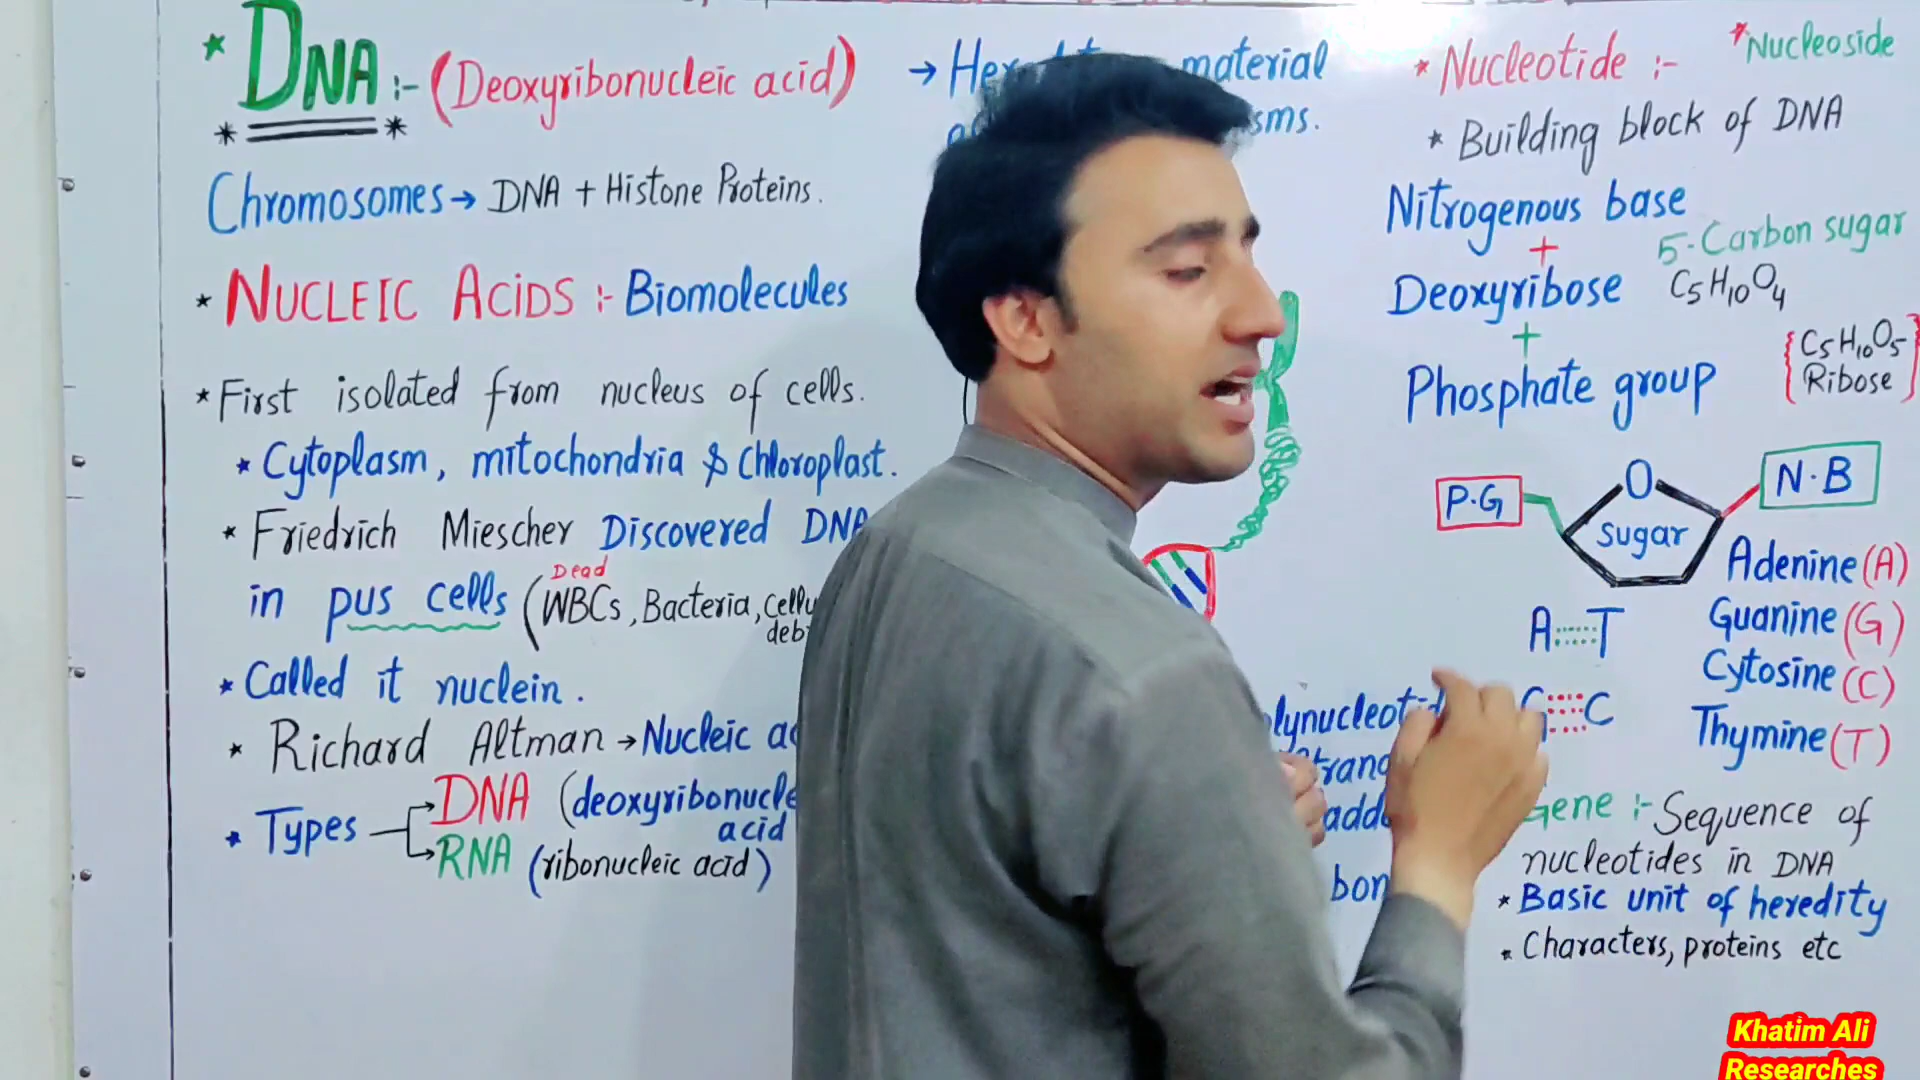 * DNA :- (Deoxyribonucleic acid)
Chromosomes → DNA + Histone Proteins.
* NUCLEIC ACIDS :- Biomolecules
* First isolated from nucleus of cells.
* Cytoplasm, mitochondria & Chloroplast.
* Friedrich Miescher Discovered DNA
in pus cells (Dead WBCs, Bacteria,
* Called it nuclein.
* Richard Altman → Nucleic
* Types → DNA (deoxyribonucle
acid
→ RNA (ribonucleic acid)
→ material
sms.
lynucleotid
bon
* Nucleotide :- * Nucleoside
* Building block of DNA
Nitrogenous base
+
5-Carbon sugar
Deoxyribose C5H10O4
+
Phosphate group
{C5H10O5
Ribose}
P.G O N.B
sugar
Adenine (A)
A T
Guanine (G)
Cytosine (C)
G C
Thymine (T)
Gene :- Sequence of
nucleotides in DNA
* Basic unit of heredity
* Characters, proteins etc
Khatim Ali
Researches